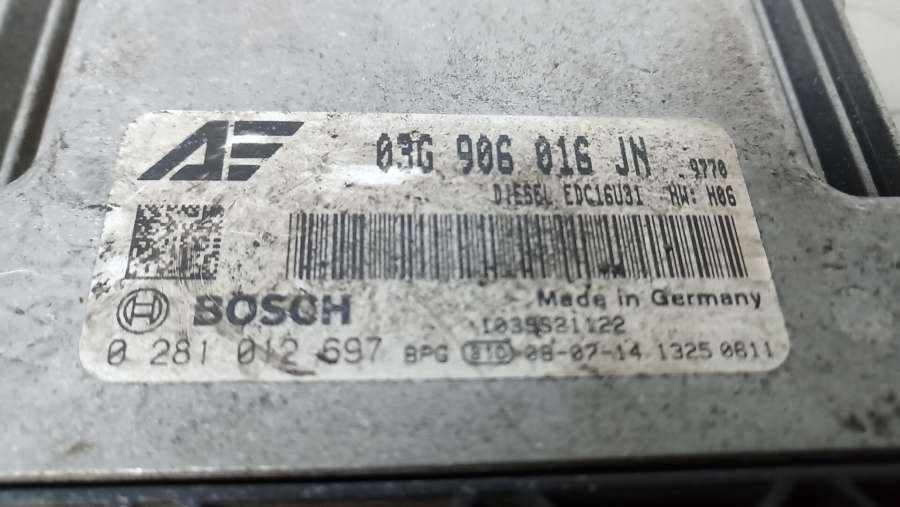 AE 03G 906 016 JN 9770
DIESEL EDC16U31 HW: H06
BOSCH Made in Germany
1039S21122
0 281 012 697 BPG 810 08-07-14 1325 0811